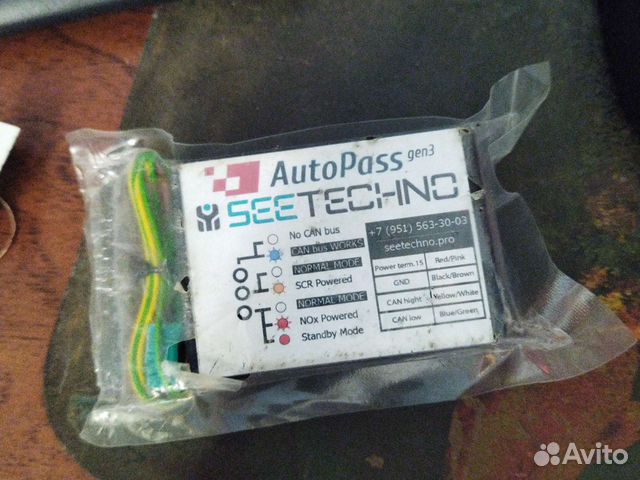 AutoPass gen3
SEETECHNO
No CAN bus
CAN bus WORKS
NORMAL MODE
SCR Powered
NORMAL MODE
NOx Powered
Standby Mode
+7 (951) 563-30-03
seetechno.pro
Power term.15 Red/Pink
GND Black/Brown
CAN hight Yellow/White
CAN low Blue/Green
Avito